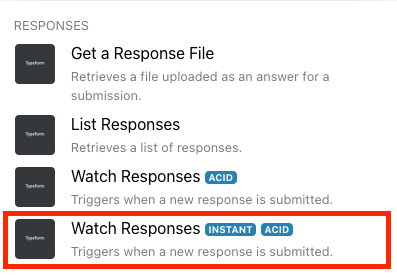 RESPONSES
Typeform
Get a Response File
Retrieves a file uploaded as an answer for a
submission.
Typeform
List Responses
Retrieves a list of responses.
Typeform
Watch Responses ACID
Triggers when a new response is submitted.
Typeform
Watch Responses INSTANT ACID
Triggers when a new response is submitted.